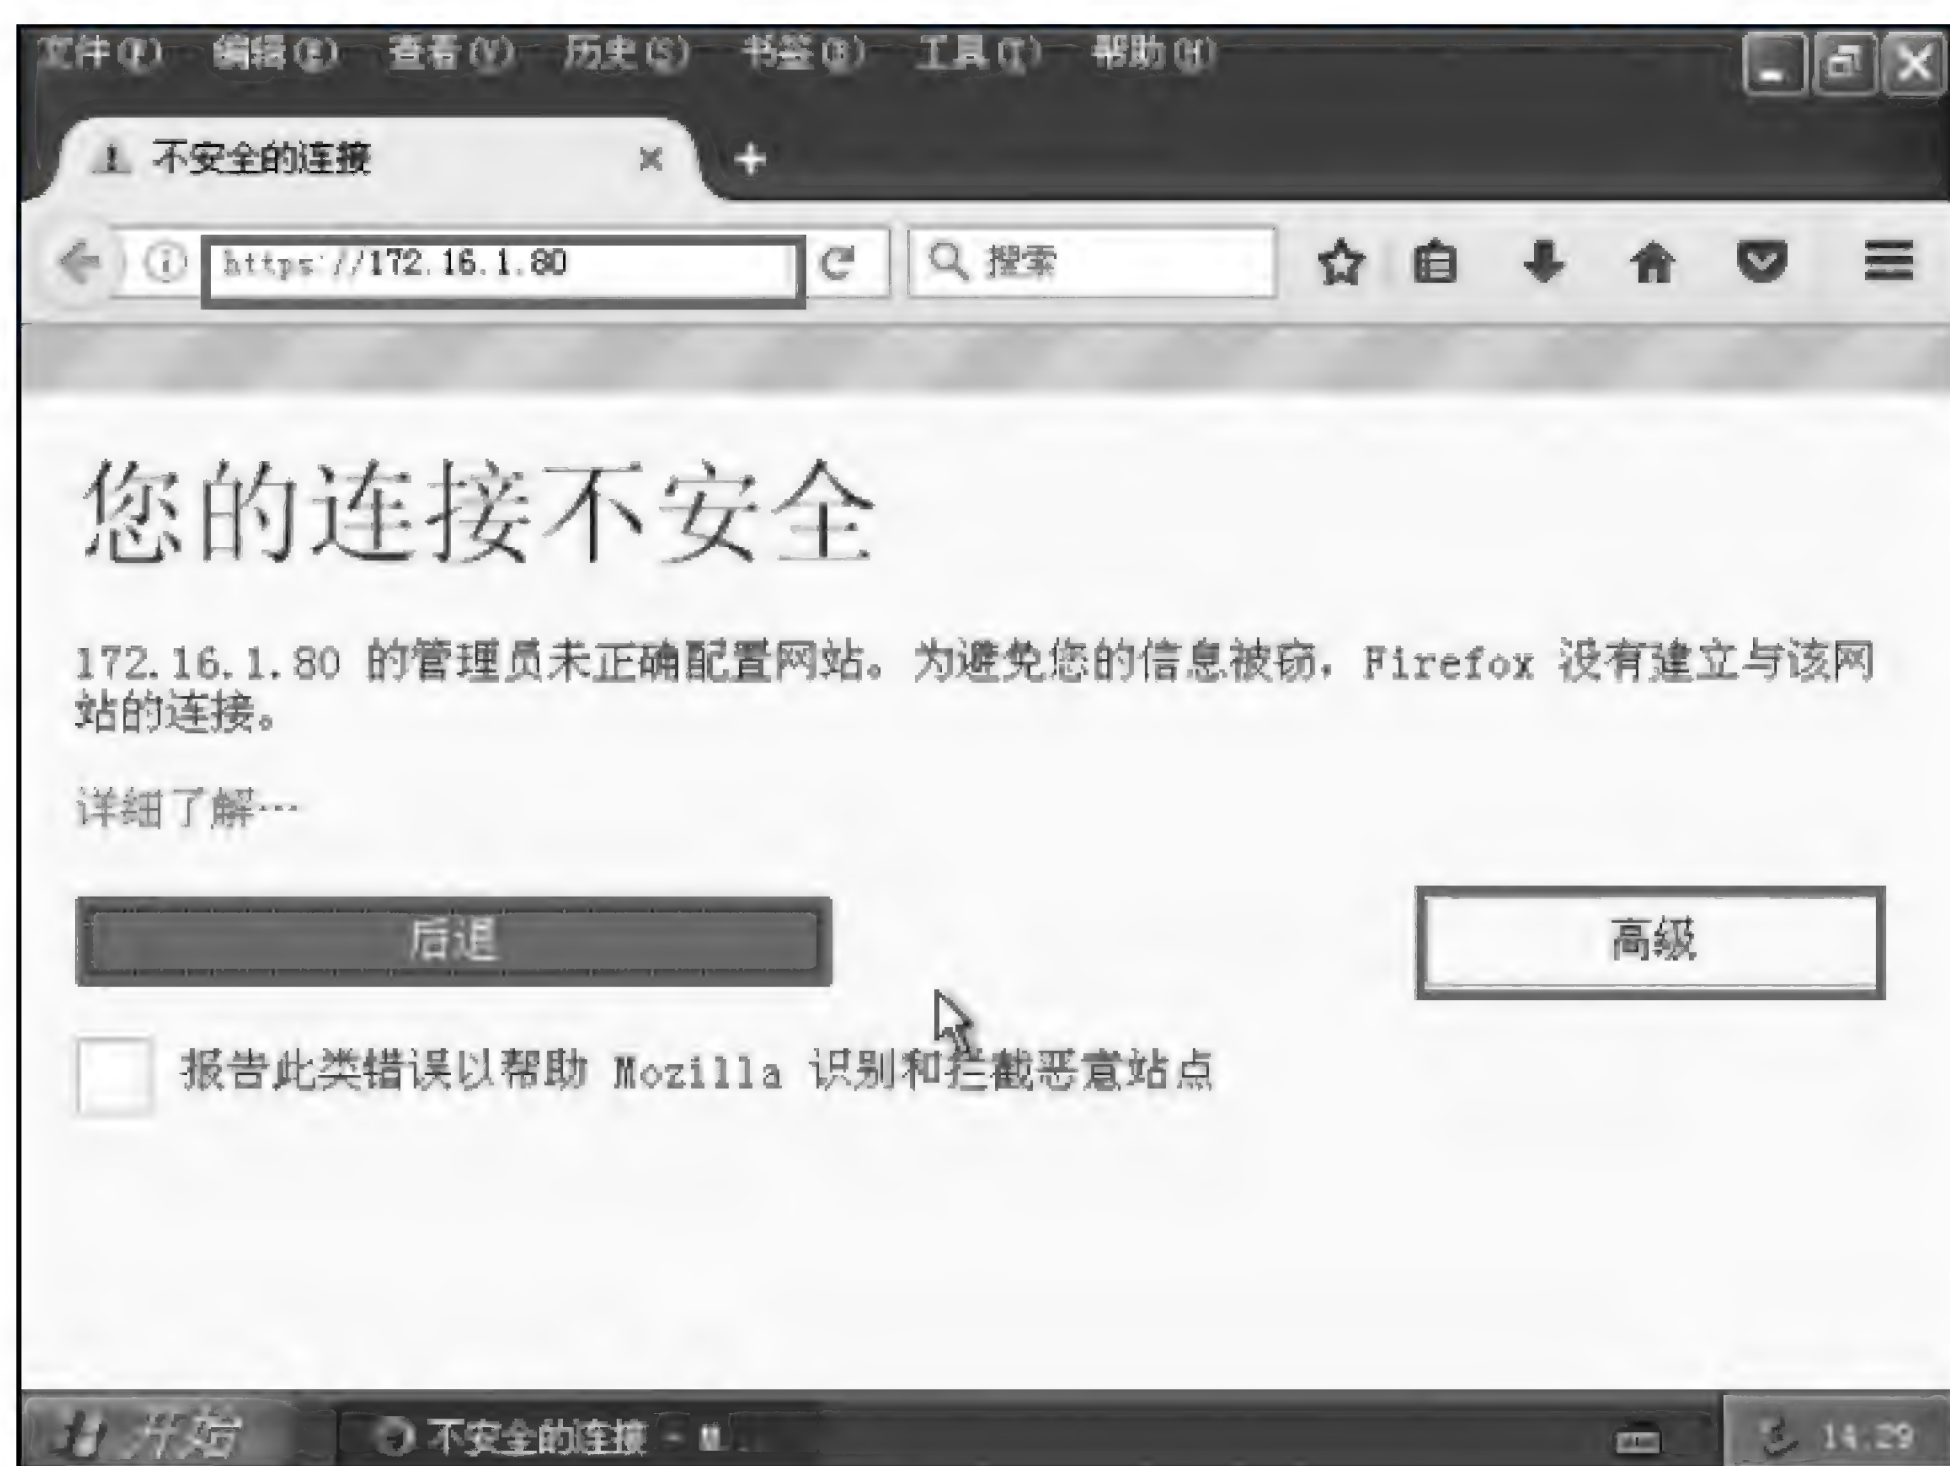 文件(F) 编辑(E) 查看(V) 历史(S) 书签(B) 工具(T) 帮助(H)
不安全的连接
https://172.16.1.80
搜索
您的连接不安全
172.16.1.80 的管理员未正确配置网站。为避免您的信息被窃，Firefox 没有建立与该网
站的连接。
详细了解…
后退
高级
报告此类错误以帮助 Mozilla 识别和拦截恶意站点
开始
不安全的连接 - M...
14:29